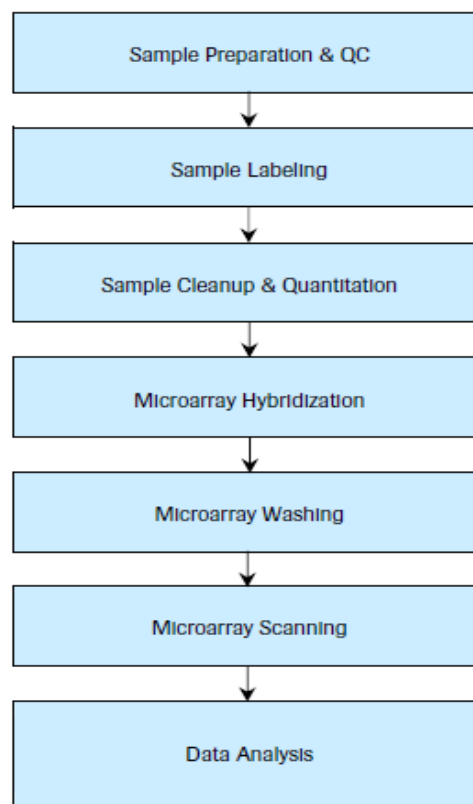 Sample Preparation & QC
Sample Labeling
Sample Cleanup & Quantitation
Microarray Hybridization
Microarray Washing
Microarray Scanning
Data Analysis